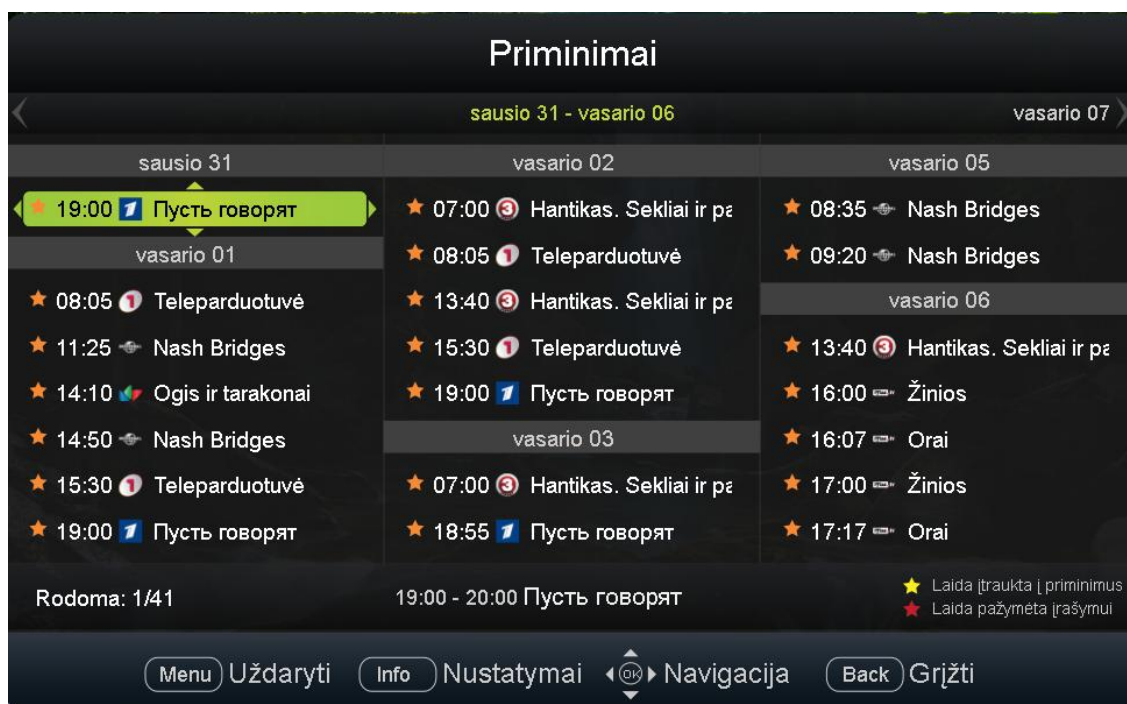 Priminimai
sausio 31 - vasario 06
vasario 07
sausio 31
19:00 Пусть говорят
vasario 01
08:05 Teleparduotuvė
11:25 Nash Bridges
14:10 Ogis ir tarakonai
14:50 Nash Bridges
15:30 Teleparduotuvė
19:00 Пусть говорят
vasario 02
07:00 Hantikas. Sekliai ir pa
08:05 Teleparduotuvė
13:40 Hantikas. Sekliai ir pa
15:30 Teleparduotuvė
19:00 Пусть говорят
vasario 03
07:00 Hantikas. Sekliai ir pa
18:55 Пусть говорят
vasario 05
08:35 Nash Bridges
09:20 Nash Bridges
vasario 06
13:40 Hantikas. Sekliai ir pa
16:00 Žinios
16:07 Orai
17:00 Žinios
17:17 Orai
Rodoma: 1/41
19:00 - 20:00 Пусть говорят
Laida įtraukta į priminimus
Laida pažymėta įrašymui
Menu Uždaryti Info Nustatymai OK Navigacija Back Grįžti